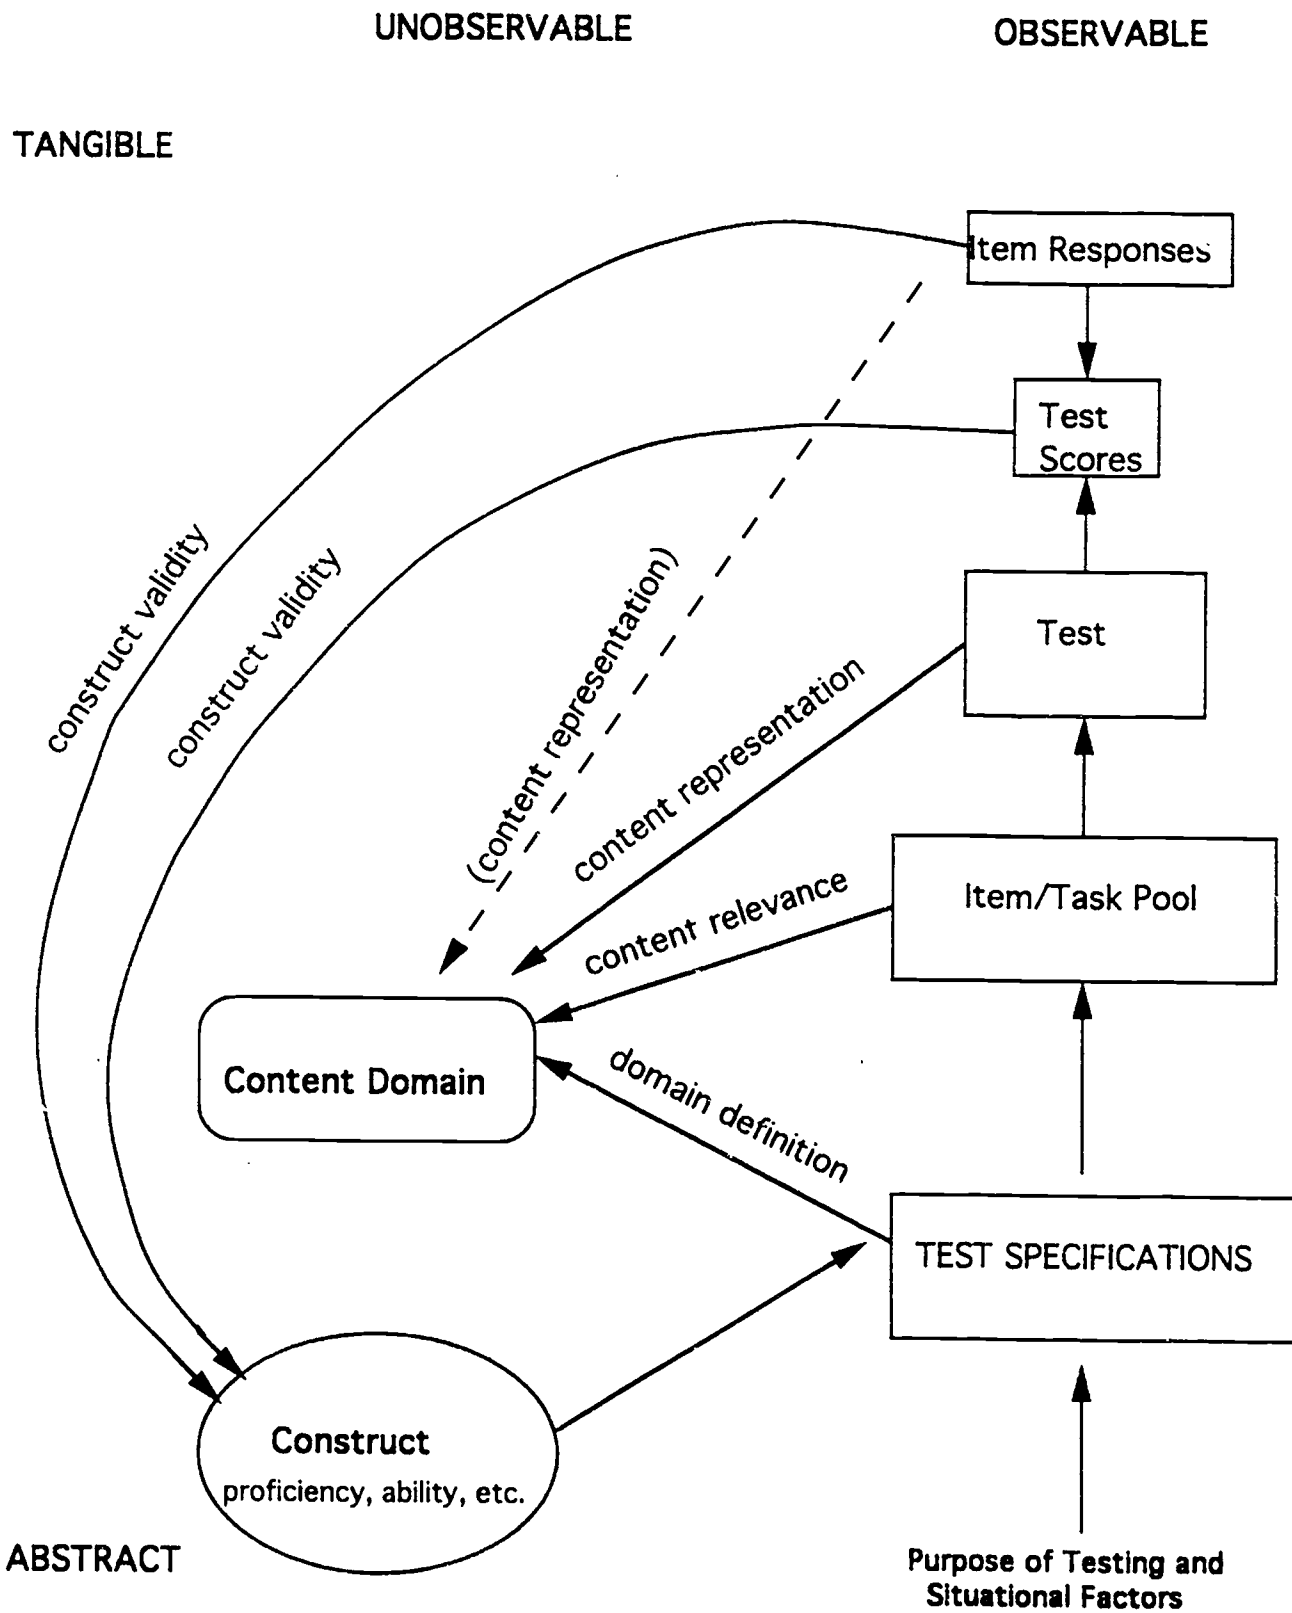 UNOBSERVABLE
OBSERVABLE
TANGIBLE
Item Responses
Test
Scores
construct validity
construct validity
(content representation)
Test
content representation
content relevance
Item/Task Pool
Content Domain
domain definition
TEST SPECIFICATIONS
Construct
proficiency, ability, etc.
ABSTRACT
Purpose of Testing and
Situational Factors